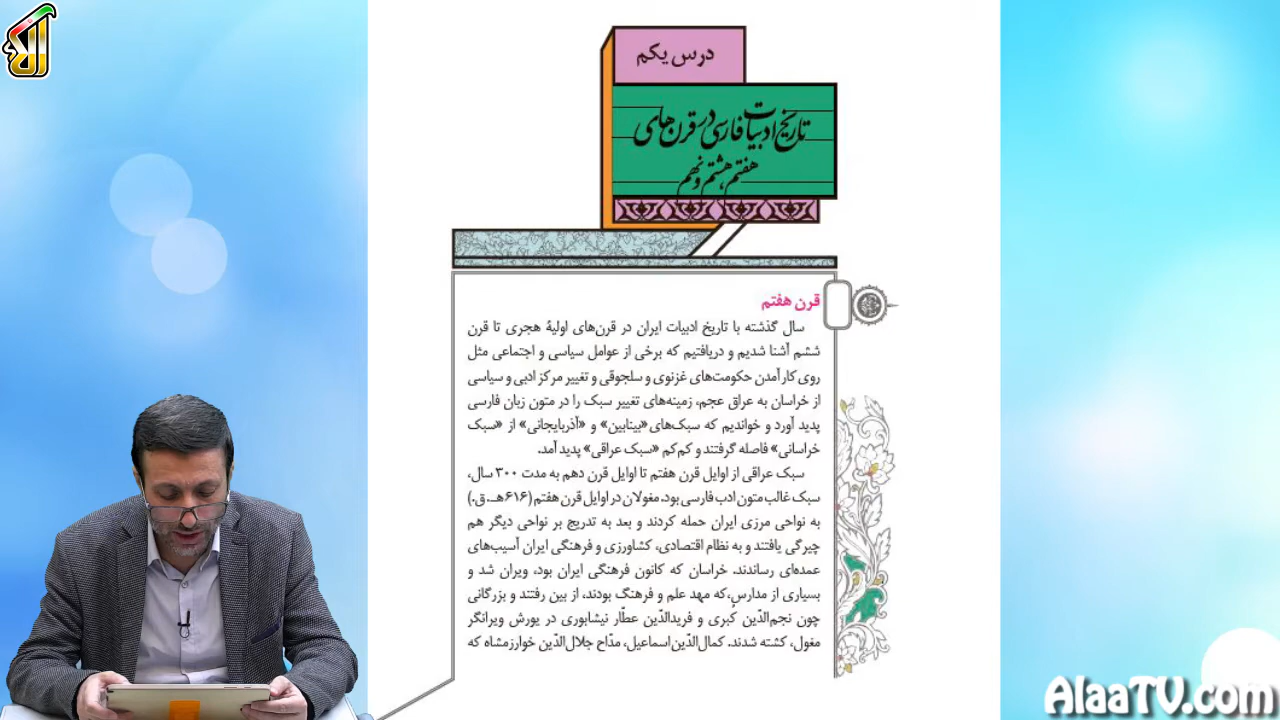 آلاء
درس یکم
تاریخ ادبیات فارسی در قرن‌های
هفتم، هشتم و نهم
قرن هفتم
سال گذشته با تاریخ ادبیات ایران در قرن‌های اولیهٔ هجری تا قرن
ششم آشنا شدیم و دریافتیم که برخی از عوامل سیاسی و اجتماعی مثل
روی کار آمدن حکومت‌های غزنوی و سلجوقی و تغییر مرکز ادبی و سیاسی
از خراسان به عراق عجم، زمینه‌های تغییر سبک را در متون زبان فارسی
پدید آورد و خواندیم که سبک‌های «بینابین» و «آذربایجانی» از «سبک
خراسانی» فاصله گرفتند و کم‌کم «سبک عراقی» پدید آمد.
سبک عراقی از اوایل قرن هفتم تا اوایل قرن دهم به مدت ۳۰۰ سال،
سبک غالب متون ادب فارسی بود. مغولان در اوایل قرن هفتم (۶۱۶هـ. ق.)
به نواحی مرزی ایران حمله کردند و بعد به تدریج بر نواحی دیگر هم
چیرگی یافتند و به نظام اقتصادی، کشاورزی و فرهنگی ایران آسیب‌های
عمده‌ای رساندند. خراسان که کانون فرهنگی ایران بود، ویران شد و
بسیاری از مدارس،که مهد علم و فرهنگ بودند، از بین رفتند و بزرگانی
چون نجم‌الدّین کُبری و فریدالدّین عطّار نیشابوری در یورش ویرانگر
مغول، کشته شدند. کمال‌الدّین اسماعیل، مدّاح جلال‌الدّین خوارزمشاه که
AlaaTV.com